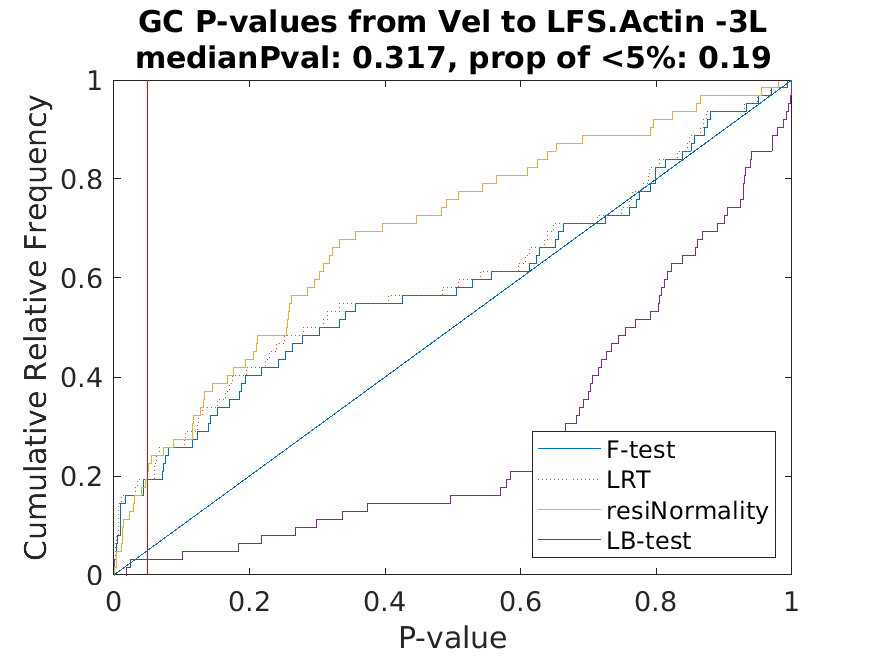 GC P-values from Vel to LFS.Actin -3L
medianPval: 0.317, prop of <5%: 0.19
Cumulative Relative Frequency
1
0.8
0.6
0.4
0.2
0
F-test
LRT
resiNormality
LB-test
0 0.2 0.4 0.6 0.8 1
P-value